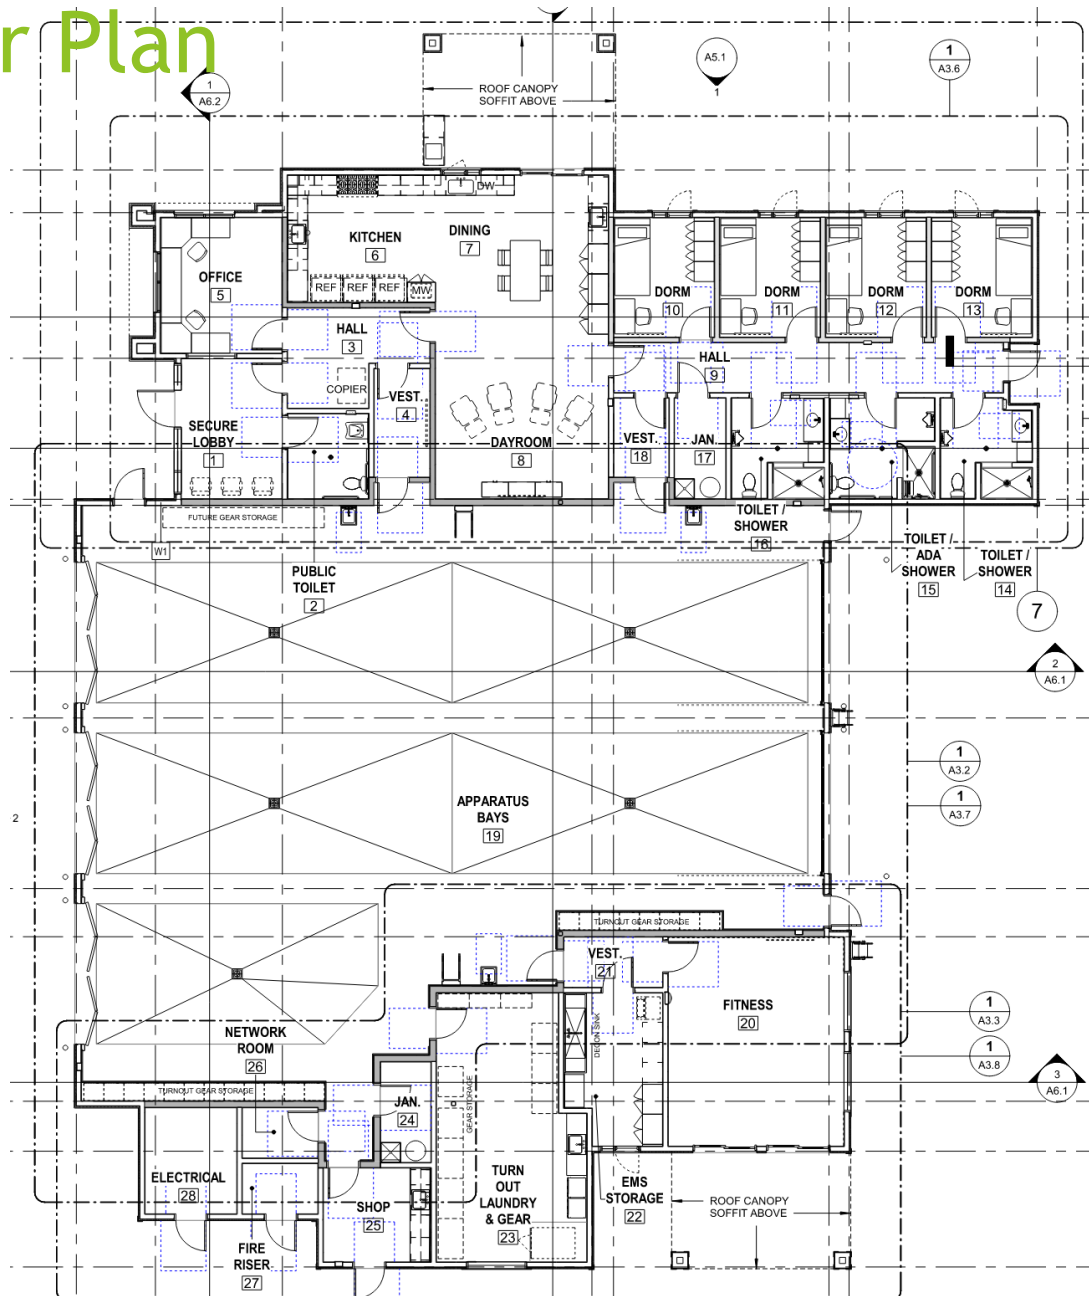 r Plan
1
A6.2
ROOF CANOPY
SOFFIT ABOVE
A5.1
1
1
A3.6
DW
KITCHEN
6
DINING
7
OFFICE
5
REF REF REF
MW
DORM
10
DORM
11
DORM
12
DORM
13
HALL
3
HALL
9
COPIER
VEST.
4
SECURE
LOBBY
1
DAYROOM
8
VEST.
18
JAN.
17
FUTURE GEAR STORAGE
W1
TOILET /
SHOWER
16
TOILET /
ADA
SHOWER
15
TOILET /
SHOWER
14
PUBLIC
TOILET
2
7
2
A6.1
1
A3.2
1
A3.7
2
APPARATUS
BAYS
19
TURNOUT GEAR STORAGE
VEST.
21
FITNESS
20
DECON SINK
1
A3.3
1
A3.8
3
A6.1
NETWORK
ROOM
26
TURNOUT GEAR STORAGE
JAN.
24
GEAR STORAGE
ELECTRICAL
28
SHOP
25
TURN
OUT
LAUNDRY
& GEAR
23
EMS
STORAGE
22
ROOF CANOPY
SOFFIT ABOVE
FIRE
RISER
27